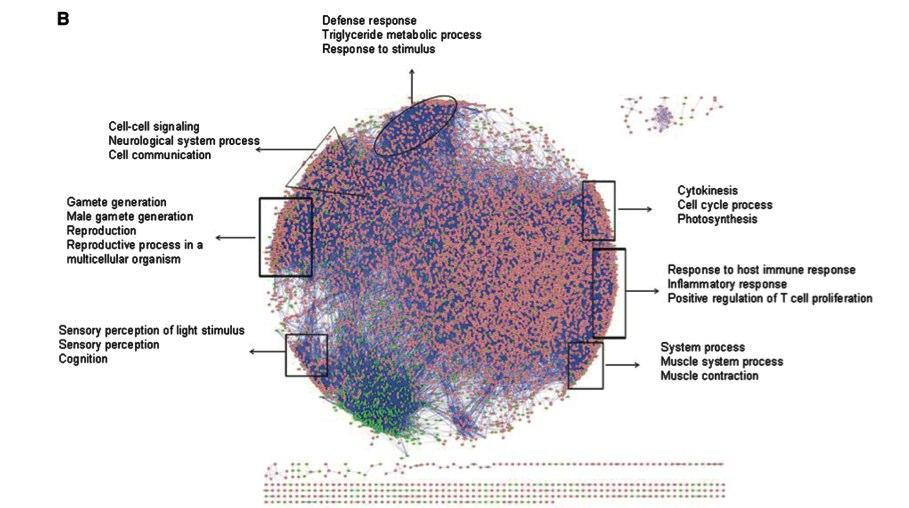 B
Defense response
Triglyceride metabolic process
Response to stimulus
Cell-cell signaling
Neurological system process
Cell communication
Gamete generation
Male gamete generation
Reproduction
Reproductive process in a
multicellular organism
Sensory perception of light stimulus
Sensory perception
Cognition
Cytokinesis
Cell cycle process
Photosynthesis
Response to host immune response
Inflammatory response
Positive regulation of T cell proliferation
System process
Muscle system process
Muscle contraction